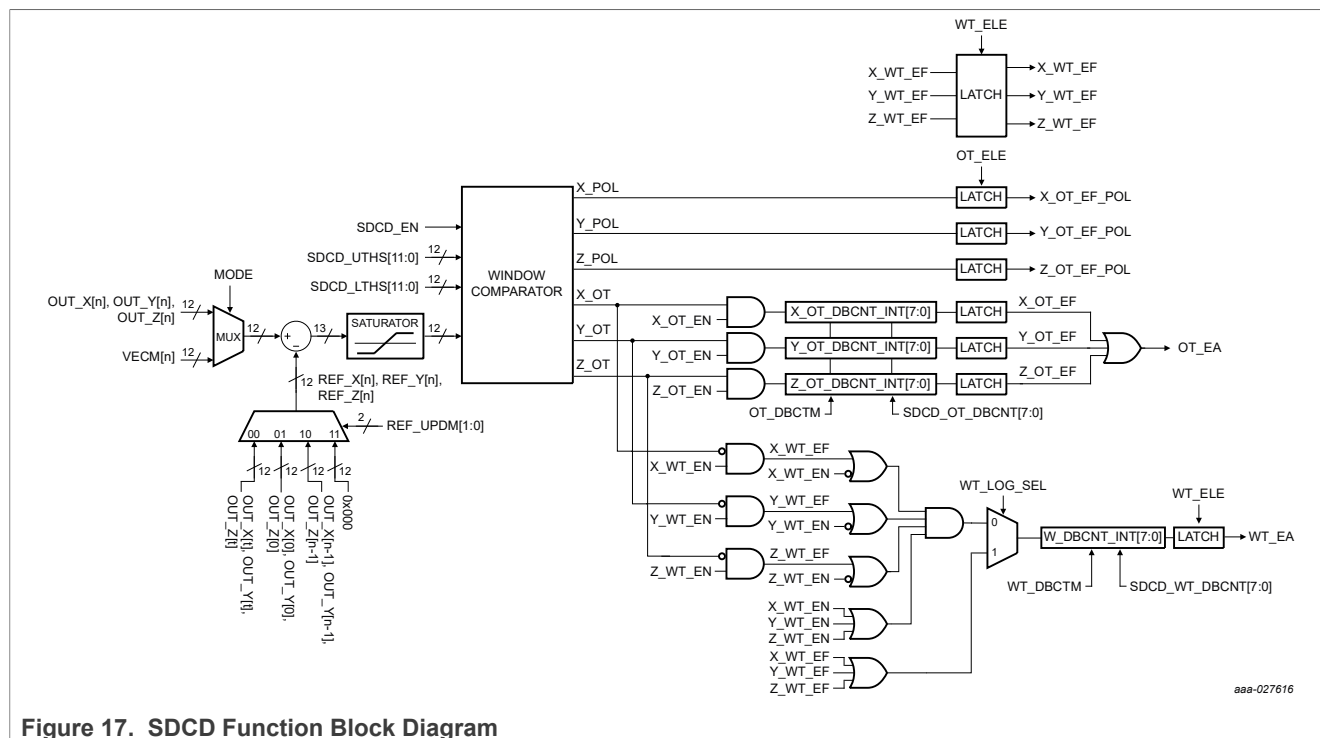 WT_ELE
X_WT_EF
Y_WT_EF
Z_WT_EF
LATCH
X_WT_EF
Y_WT_EF
Z_WT_EF
OT_ELE
X_POL
LATCH
X_OT_EF_POL
Y_POL
LATCH
Y_OT_EF_POL
Z_POL
LATCH
Z_OT_EF_POL
SDCD_EN
SDCD_UTHS[11:0]
12
SDCD_LTHS[11:0]
12
WINDOW
COMPARATOR
MODE
OUT_X[n], OUT_Y[n],
OUT_Z[n]
12
VECM[n]
12
MUX
12
+
−
13
SATURATOR
12
12
REF_X[n], REF_Y[n],
REF_Z[n]
2
REF_UPDM[1:0]
00
01
10
11
12
12
12
12
OUT_X[t], OUT_Y[t],
OUT_Z[t]
OUT_X[0], OUT_Y[0],
OUT_Z[0]
OUT_X[n-1], OUT_Y[n-1],
OUT_Z[n-1]
0x000
X_OT
X_OT_EN
X_OT_DBCNT_INT[7:0]
LATCH
X_OT_EF
Y_OT
Y_OT_EN
Y_OT_DBCNT_INT[7:0]
LATCH
Y_OT_EF
Z_OT
Z_OT_EN
Z_OT_DBCNT_INT[7:0]
LATCH
Z_OT_EF
OT_EA
OT_DBCTM
SDCD_OT_DBCNT[7:0]
X_WT_EN
X_WT_EF
X_WT_EN
Y_WT_EN
Y_WT_EF
Y_WT_EN
Z_WT_EN
Z_WT_EF
Z_WT_EN
X_WT_EN
Y_WT_EN
Z_WT_EN
X_WT_EF
Y_WT_EF
Z_WT_EF
WT_LOG_SEL
0
1
W_DBCNT_INT[7:0]
WT_ELE
LATCH
WT_EA
WT_DBCTM
SDCD_WT_DBCNT[7:0]
aaa-027616
Figure 17. SDCD Function Block Diagram